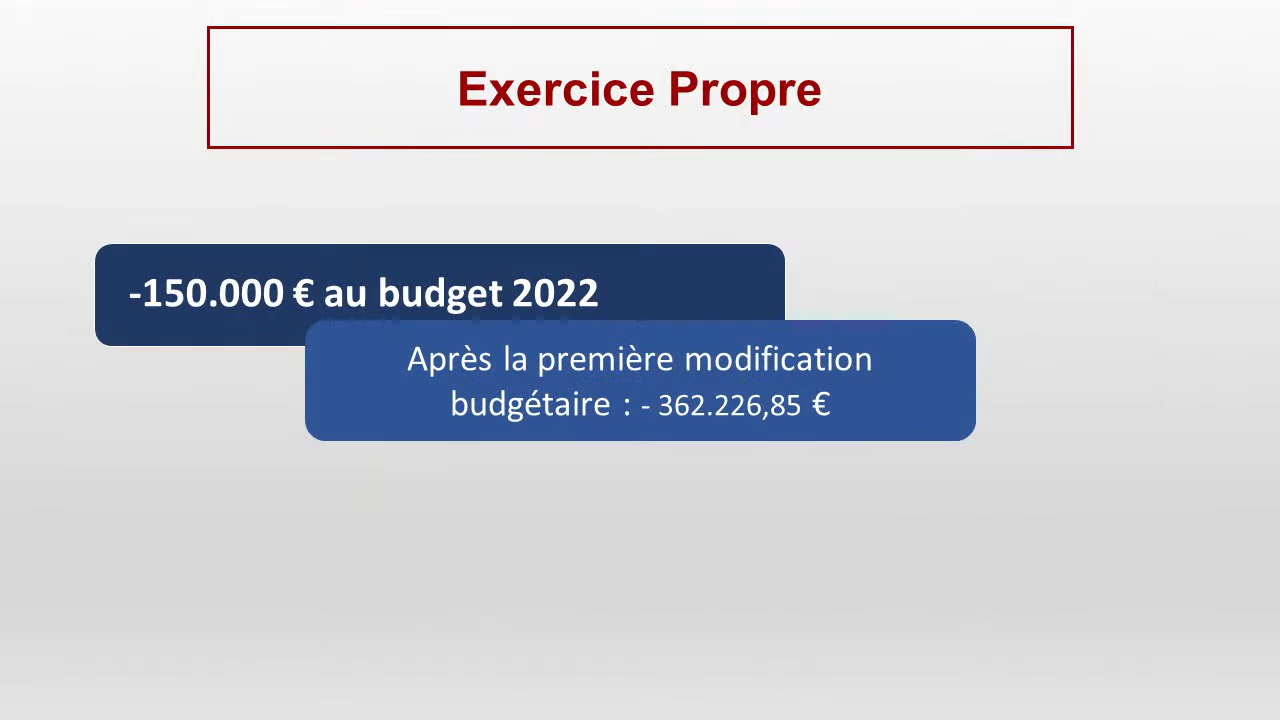 Exercice Propre
-150.000 € au budget 2022
Après la première modification
budgétaire : - 362.226,85 €